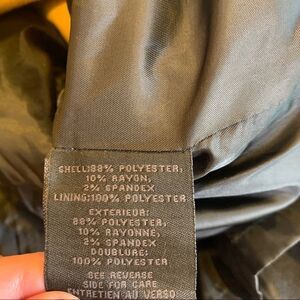 SHELL:88% POLYESTER,
10% RAYON,
2% SPANDEX
LINING:100% POLYESTER
EXTERIEUR:
88% POLYESTER,
10% RAYONNE,
2% SPANDEX
DOUBLURE:
100% POLYESTER
SEE REVERSE
SIDE FOR CARE
ENTRETIEN AU VERSO